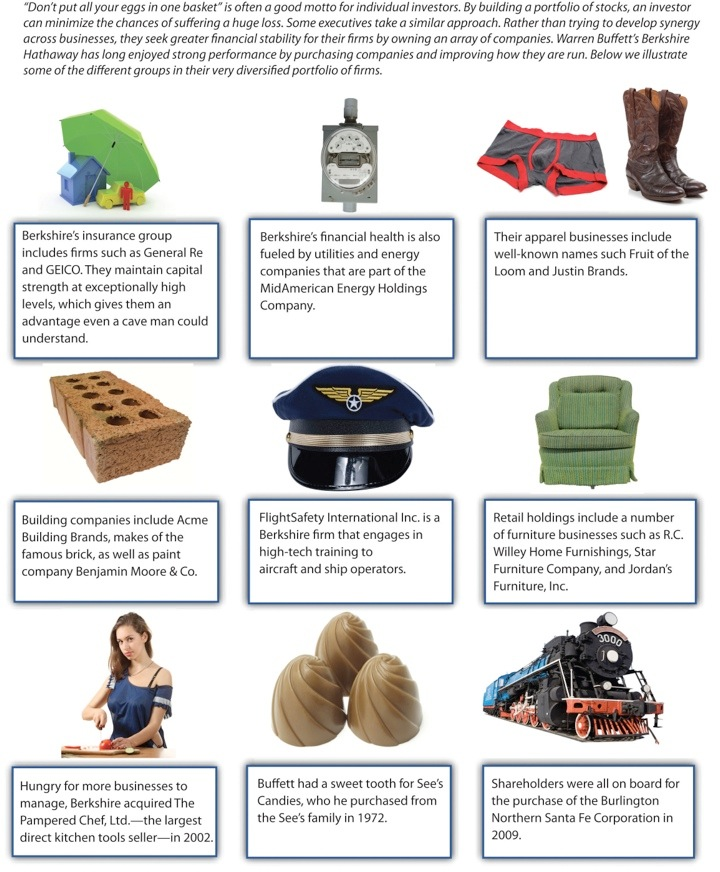 “Don’t put all your eggs in one basket” is often a good motto for individual investors. By building a portfolio of stocks, an investor
can minimize the chances of suffering a huge loss. Some executives take a similar approach. Rather than trying to develop synergy
across businesses, they seek greater financial stability for their firms by owning an array of companies. Warren Buffett’s Berkshire
Hathaway has long enjoyed strong performance by purchasing companies and improving how they are run. Below we illustrate
some of the different groups in their very diversified portfolio of firms.
Berkshire’s insurance group
includes firms such as General Re
and GEICO. They maintain capital
strength at exceptionally high
levels, which gives them an
advantage even a cave man could
understand.
Berkshire’s financial health is also
fueled by utilities and energy
companies that are part of the
MidAmerican Energy Holdings
Company.
Their apparel businesses include
well-known names such Fruit of the
Loom and Justin Brands.
Building companies include Acme
Building Brands, makes of the
famous brick, as well as paint
company Benjamin Moore & Co.
FlightSafety International Inc. is a
Berkshire firm that engages in
high-tech training to
aircraft and ship operators.
Retail holdings include a number
of furniture businesses such as R.C.
Willey Home Furnishings, Star
Furniture Company, and Jordan’s
Furniture, Inc.
3000
Hungry for more businesses to
manage, Berkshire acquired The
Pampered Chef, Ltd.—the largest
direct kitchen tools seller—in 2002.
Buffett had a sweet tooth for See’s
Candies, who he purchased from
the See’s family in 1972.
Shareholders were all on board for
the purchase of the Burlington
Northern Santa Fe Corporation in
2009.